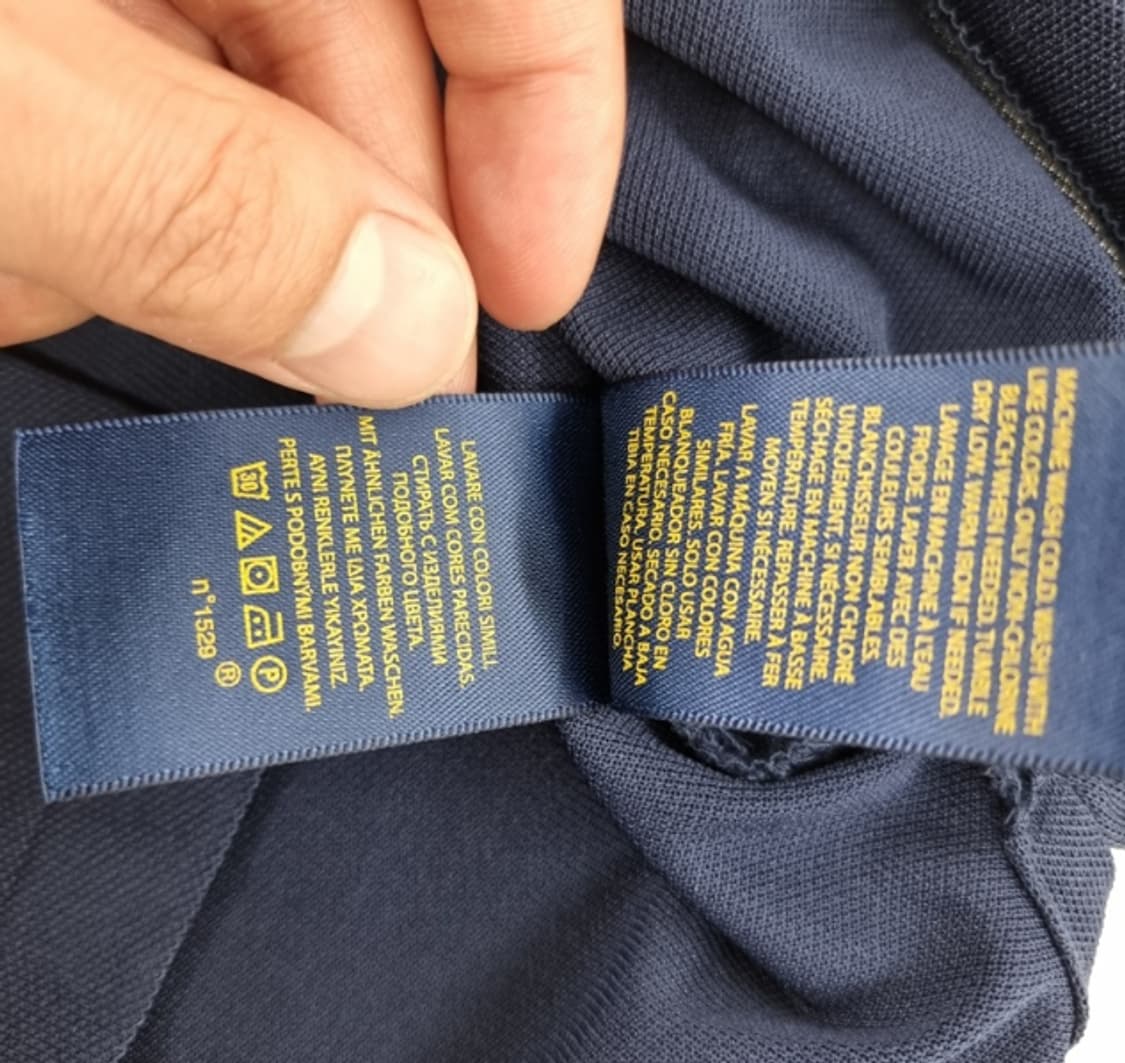 MACHINE WASH COLD. WASH WITH
LIKE COLORS. ONLY NON-CHLORINE
BLEACH WHEN NEEDED. TUMBLE
DRY LOW. WARM IRON IF NEEDED.
LAVAGE EN MACHINE À L'EAU
FROIDE. LAVER AVEC DES
COULEURS SEMBLABLES.
BLANCHISSEUR NON CHLORÉ
UNIQUEMENT, SI NÉCESSAIRE.
SÉCHAGE EN MACHINE À BASSE
TEMPÉRATURE. REPASSER À FER
MOYEN SI NÉCESSAIRE.
LAVAR A MÁQUINA CON AGUA
FRÍA. LAVAR CON COLORES
SIMILARES. SOLO USAR
BLANQUEADOR SIN CLORO EN
CASO NECESARIO. SECADO A BAJA
TEMPERATURA. USAR PLANCHA
TIBIA EN CASO NECESARIO.
LAVARE CON COLORI SIMILI.
LAVAR COM CORES PARECIDAS.
СТИРАТЬ С ИЗДЕЛИЯМИ
ПОДОБНОГО ЦВЕТА.
MIT ÄHNLICHEN FARBEN WASCHEN.
ΠΛΥΝΕΤΕ ΜΕ ΙΔΙΑ ΧΡΩΜΑΤΑ.
AYNI RENKLERLE YIKAYINIZ.
PERTE S PODOBNÝMI BARVAMI.
30 P
®
n°1529